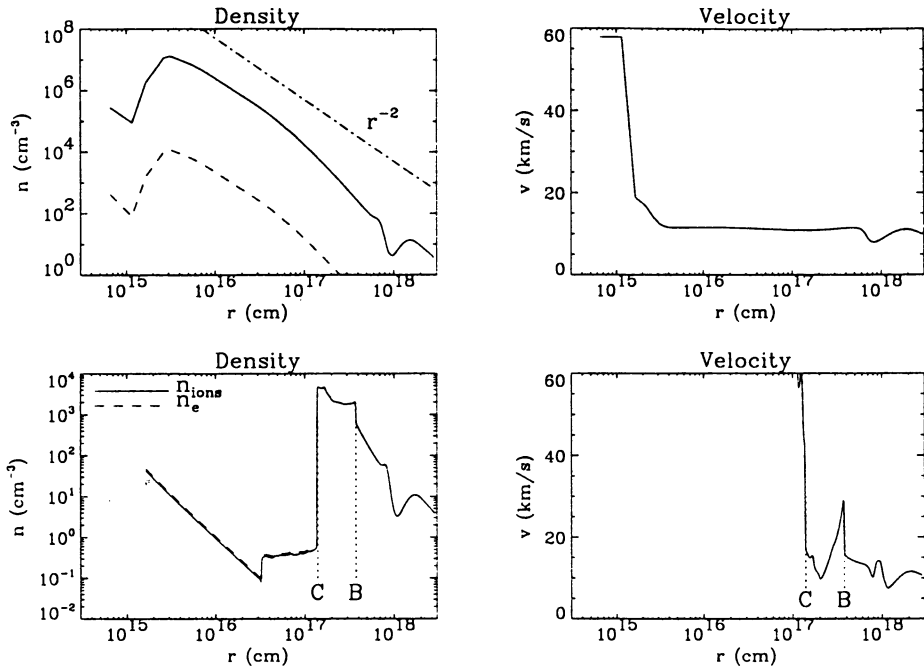 Density
10^8
10^6
10^4
10^2
10^0
n (cm^-3)
r^-2
10^15 10^16 10^17 10^18
r (cm)
Velocity
60
40
20
0
v (km/s)
10^15 10^16 10^17 10^18
r (cm)
Density
n_ions
n_e
10^4
10^3
10^2
10^1
10^0
10^-1
10^-2
n (cm^-3)
C B
10^15 10^16 10^17 10^18
r (cm)
Velocity
60
40
20
0
v (km/s)
C B
10^15 10^16 10^17 10^18
r (cm)